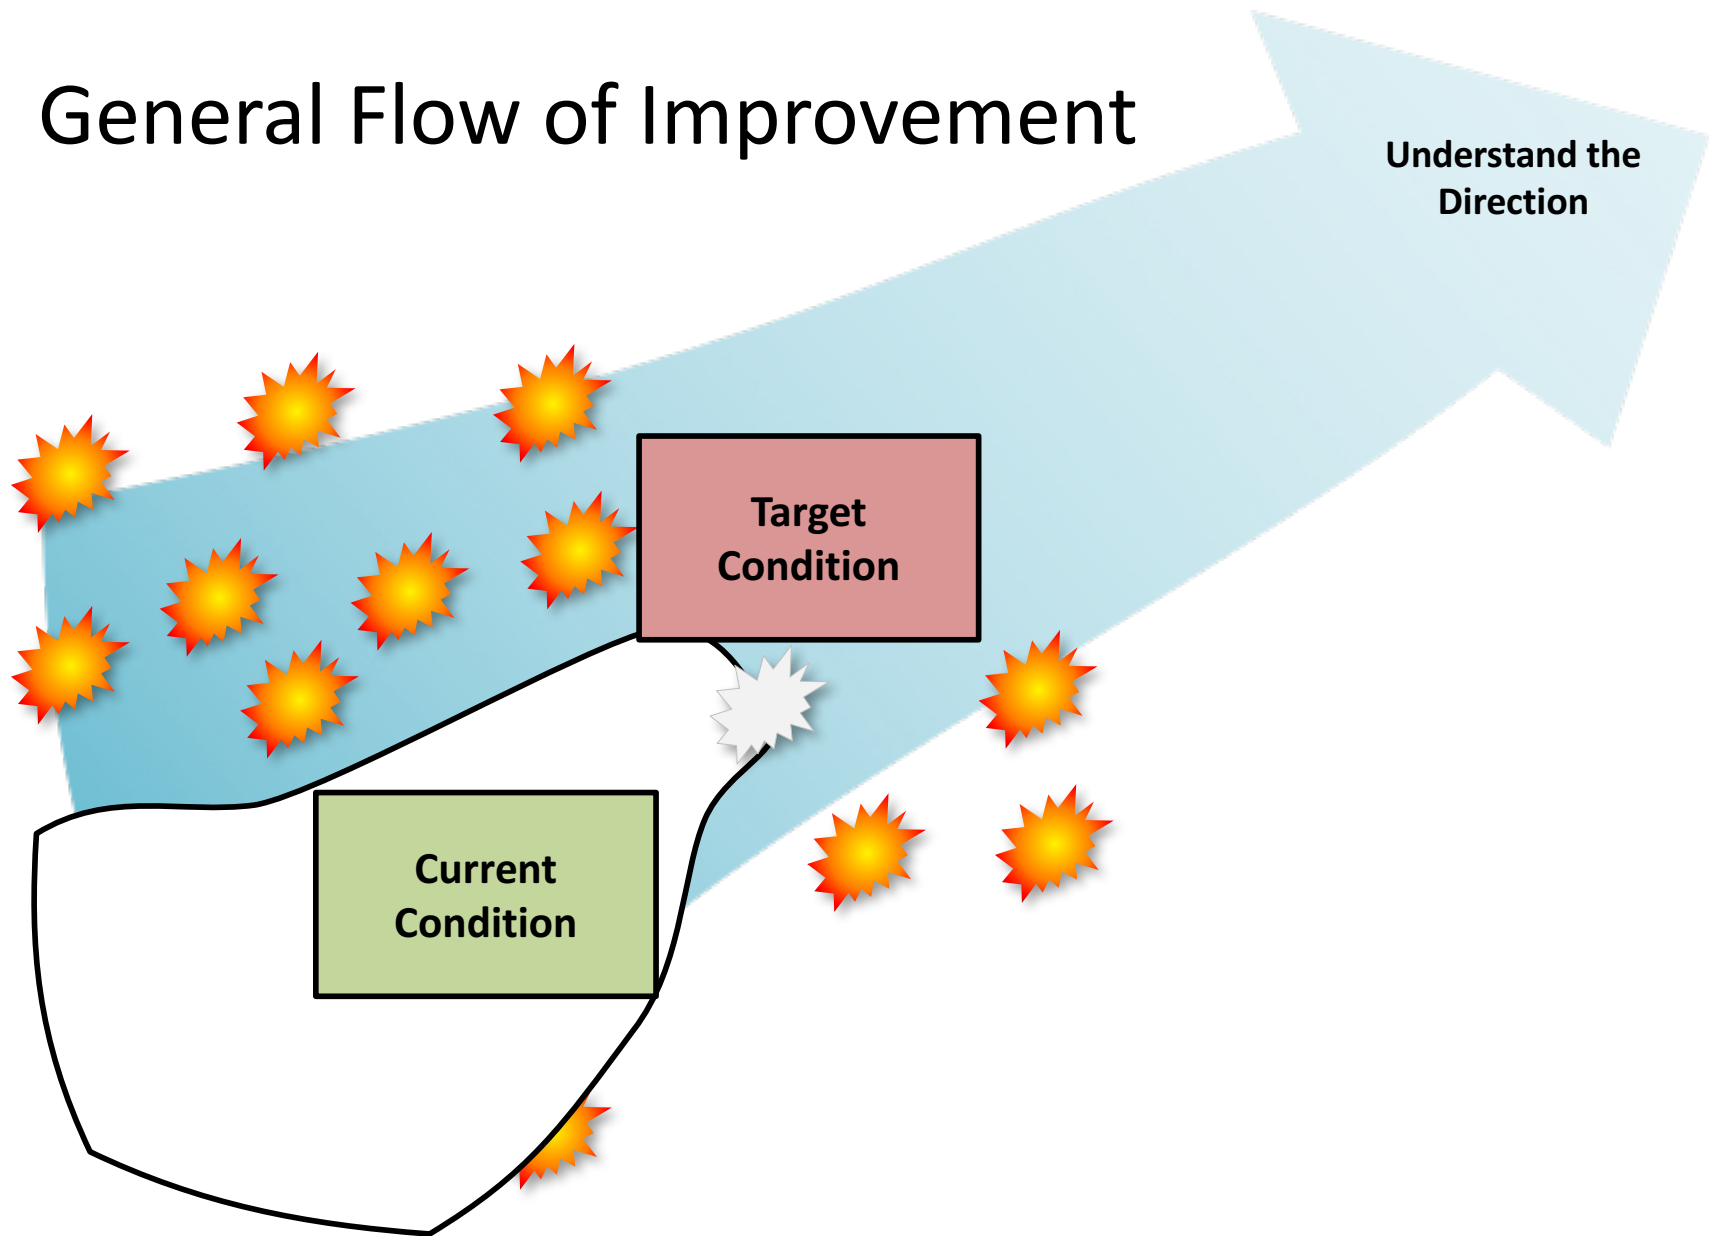 General Flow of Improvement
Understand the
Direction
Target
Condition
Current
Condition